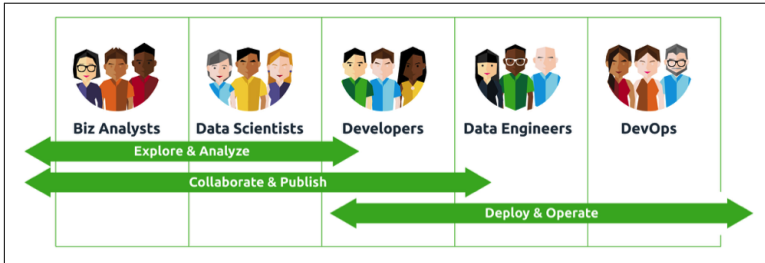 Biz Analysts
Data Scientists
Developers
Data Engineers
DevOps
Explore & Analyze
Collaborate & Publish
Deploy & Operate